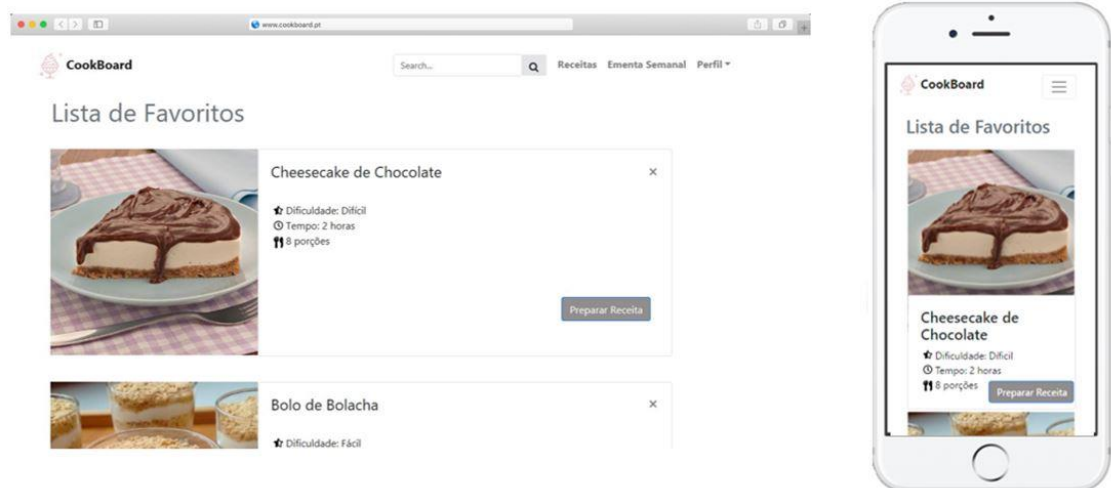 www.cookboard.pt
CookBoard
Search...
Receitas Ementa Semanal Perfil
Lista de Favoritos
Cheesecake de Chocolate
Dificuldade: Difícil
Tempo: 2 horas
8 porções
Preparar Receita
Bolo de Bolacha
Dificuldade: Fácil
CookBoard
Lista de Favoritos
Cheesecake de
Chocolate
Dificuldade: Difícil
Tempo: 2 horas
8 porções
Preparar Receita